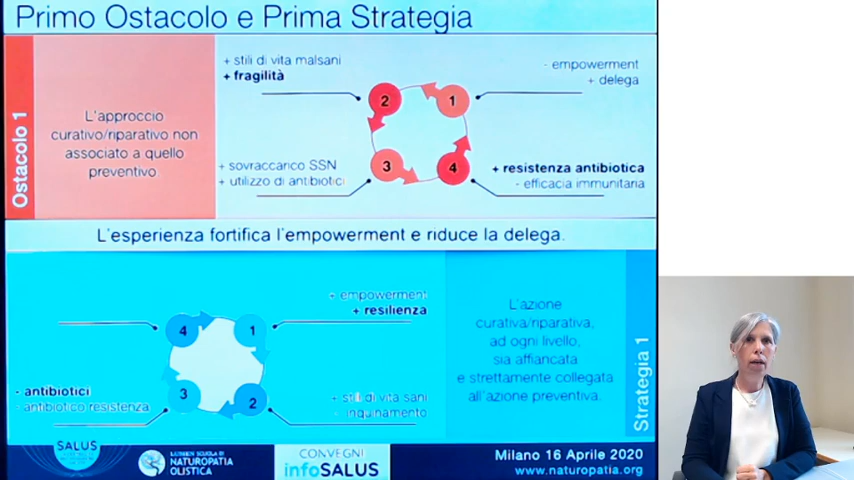 Primo Ostacolo e Prima Strategia
Ostacolo 1
L'approccio
curativo/riparativo non
associato a quello
preventivo
+ stili di vita malsani
+ fragilità
- empowerment
+ delega
2
1
3
4
+ sovraccarico SSN
+ utilizzo di antibiotici
+ resistenza antibiotica
- efficacia immunitaria
L'esperienza fortifica l'empowerment e riduce la delega.
+ empowerment
+ resilienza
4
1
3
2
- antibiotici
- antibiotico resistenza
+ stili di vita sani
- inquinamento
L'azione
curativa/riparativa,
ad ogni livello,
sia affiancata
e strettamente collegata
all'azione preventiva.
Strategia 1
SALUS
SCUOLA DI
NATUROPATIA
OLISTICA
CONVEGNI
infoSALUS
Milano 16 Aprile 2020
www.naturopatia.org